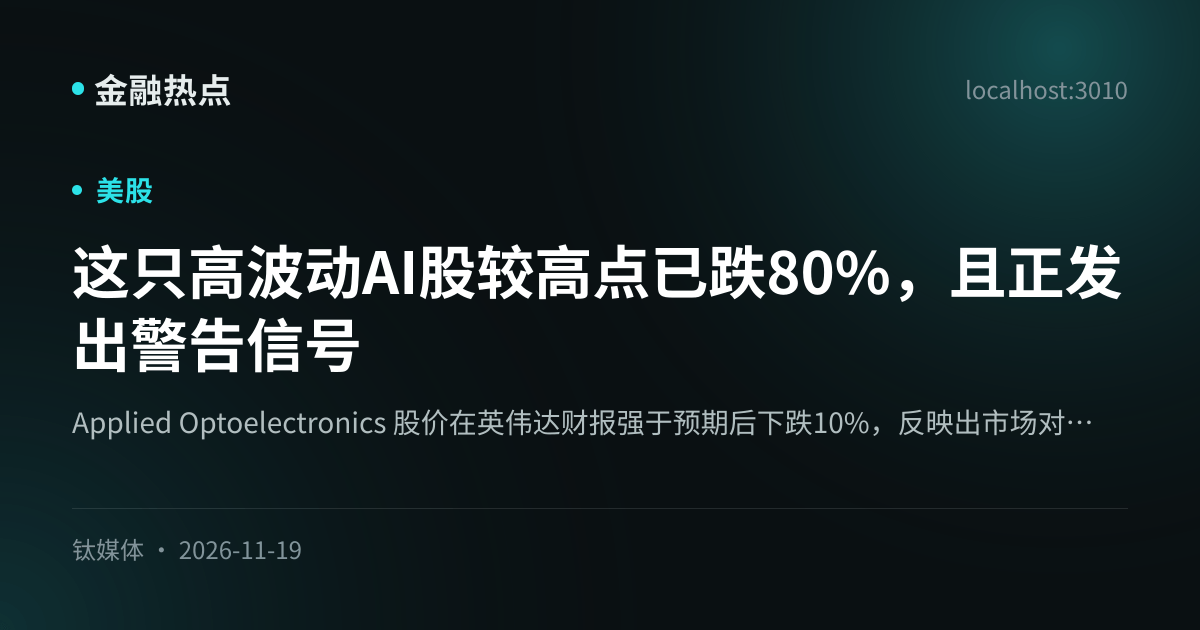 金融热点
localhost:3010
美股
这只高波动AI股较高点已跌80%，且正发
出警告信号
Applied Optoelectronics 股价在英伟达财报强于预期后下跌10%，反映出市场对…
钛媒体 · 2026-11-19